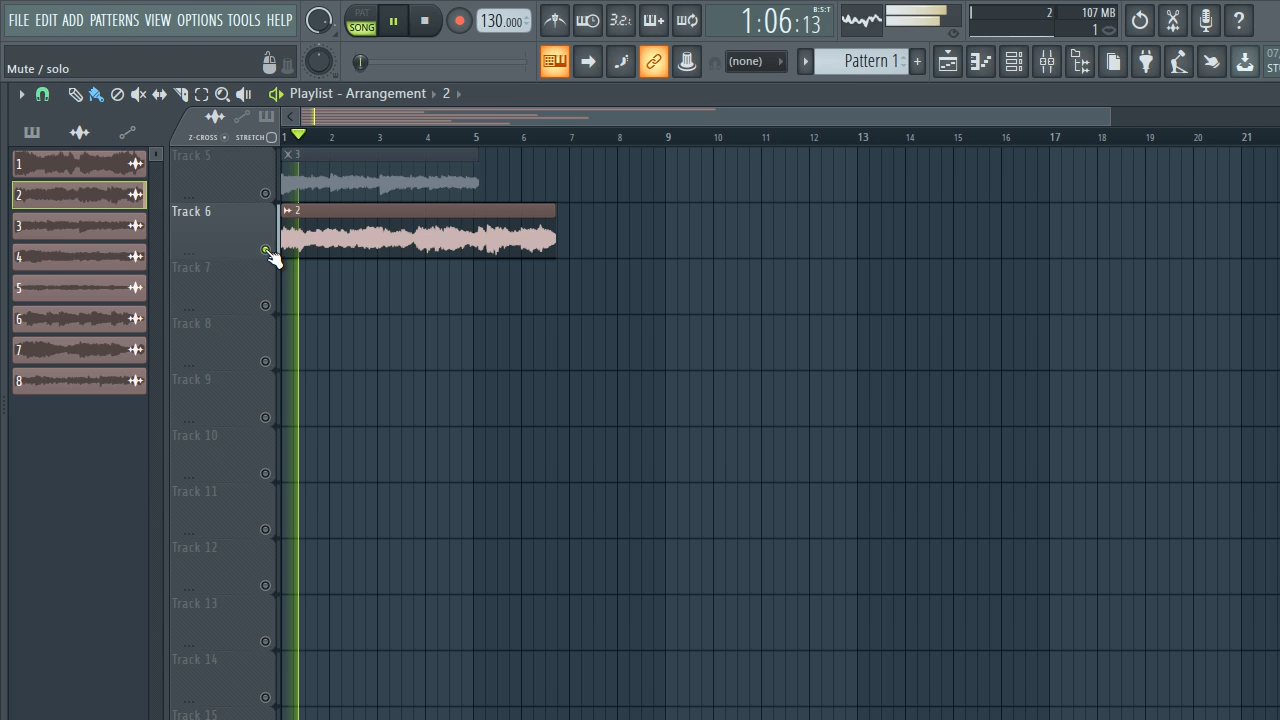 FILE EDIT ADD PATTERNS VIEW OPTIONS TOOLS HELP
PAT
SONG
130.000
3.2.
1:06:13
B:S:T
2
107 MB
1
Mute / solo
(none)
Pattern 1
+
07/
Playlist - Arrangement
2
Z-CROSS
STRETCH
1 2 3 4 5 6 7 8 9 10 11 12 13 14 15 16 17 18 19 20 21
1
2
3
4
5
6
7
8
Track 5
3
Track 6
2
Track 7
Track 8
Track 9
Track 10
Track 11
Track 12
Track 13
Track 14
Track 15